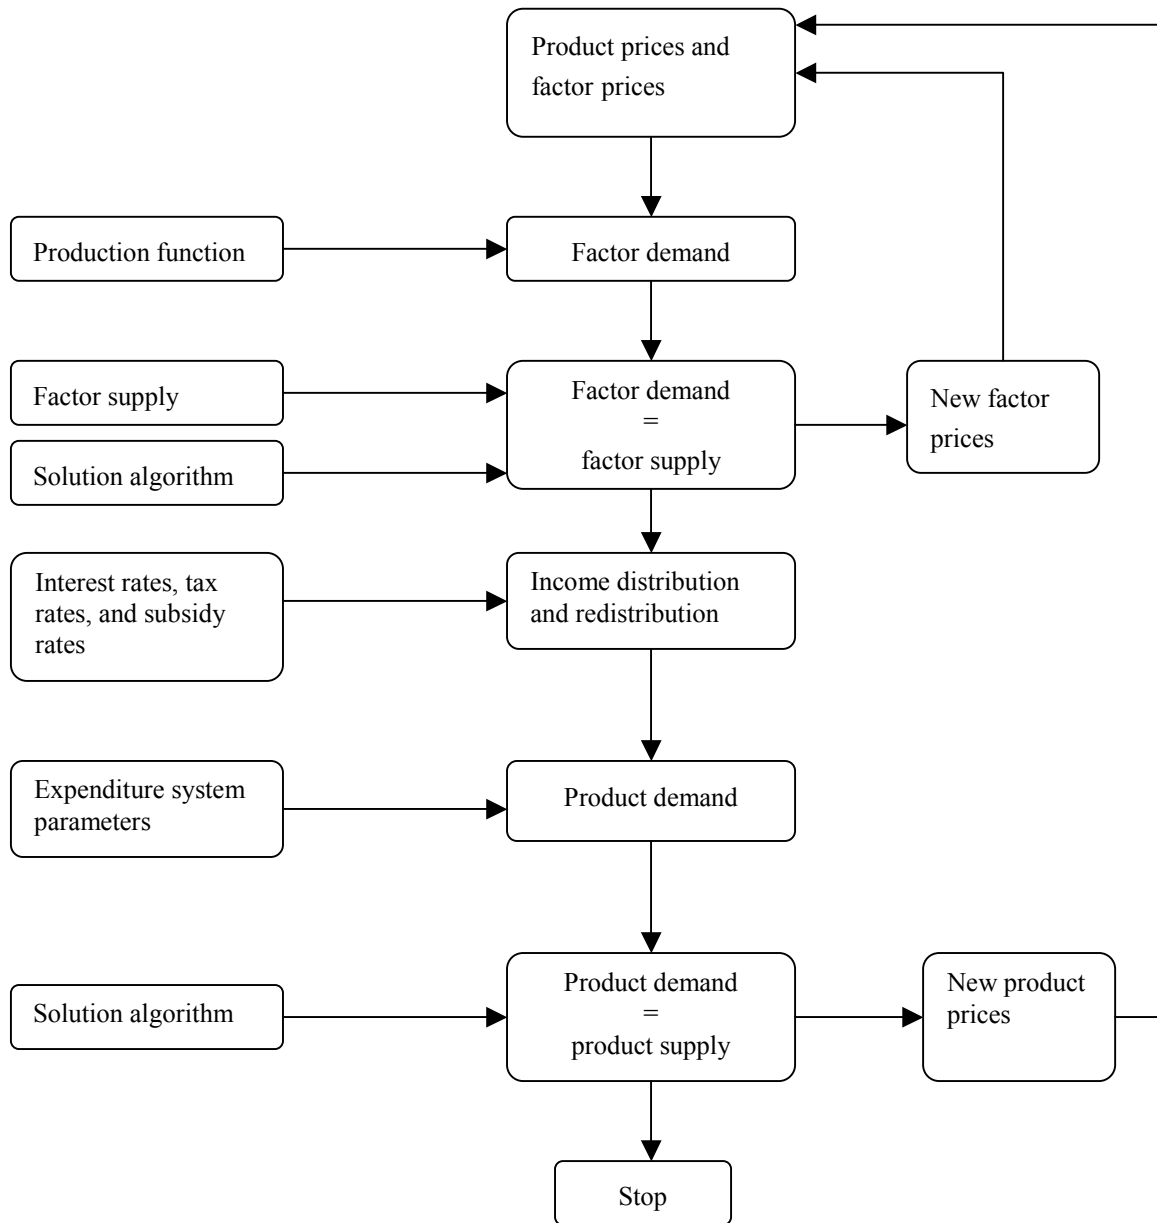 Product prices and
factor prices
Production function
Factor demand
Factor supply
Solution algorithm
Factor demand
=
factor supply
New factor
prices
Interest rates, tax
rates, and subsidy
rates
Income distribution
and redistribution
Expenditure system
parameters
Product demand
Solution algorithm
Product demand
=
product supply
New product
prices
Stop